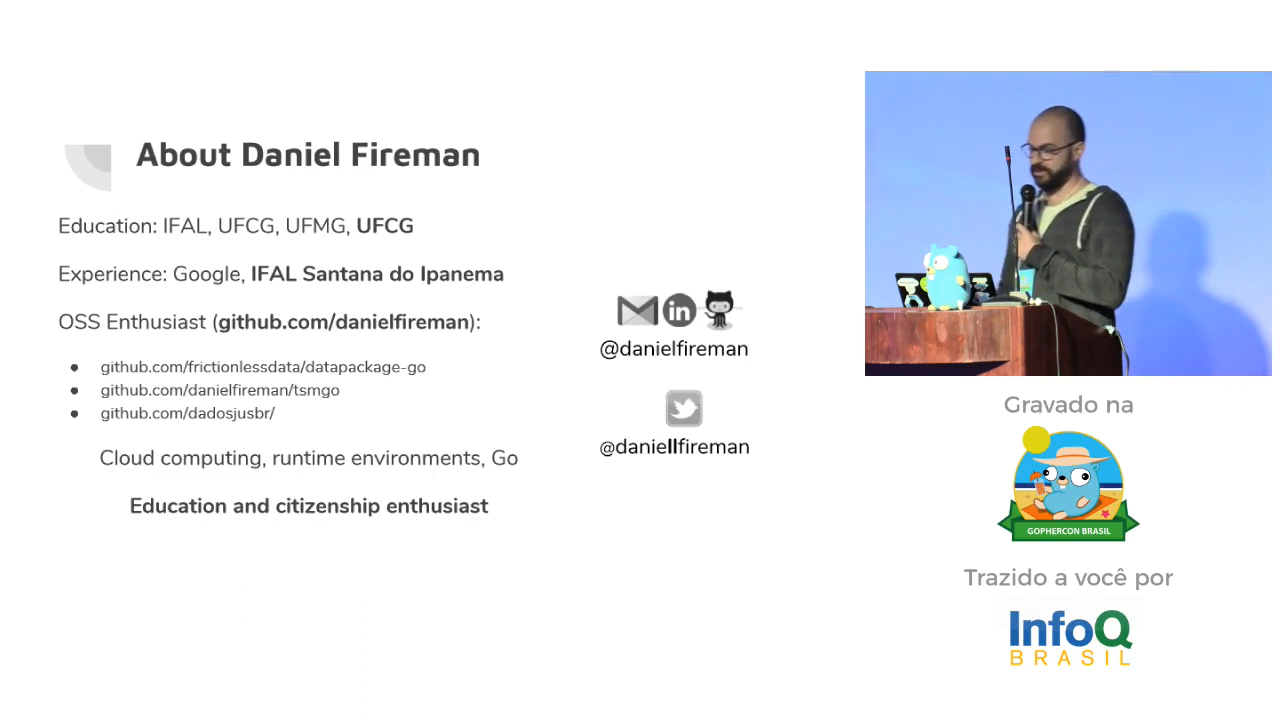 About Daniel Fireman
Education: IFAL, UFCG, UFMG, UFCG
Experience: Google, IFAL Santana do Ipanema
OSS Enthusiast (github.com/danielfireman):
● github.com/frictionlessdata/datapackage-go
● github.com/danielfireman/tsmgo
● github.com/dadosjusbr/
Cloud computing, runtime environments, Go
Education and citizenship enthusiast
in
@danielfireman
@daniellfireman
Gravado na
GOPHERCON BRASIL
Trazido a você por
InfoQ
BRASIL